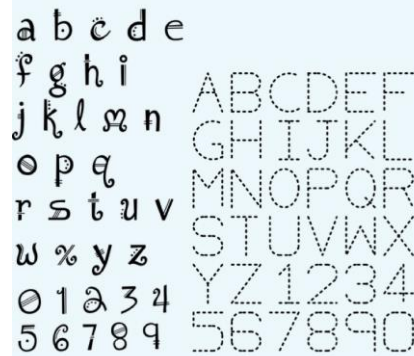 a b c d e
f g h i
j k l m n
o p q
r s t u v
w x y z
0 1 2 3 4
5 6 7 8 9
ABCDEF
GHIJKL
MNOPQR
STUVWX
YZ1234
567890